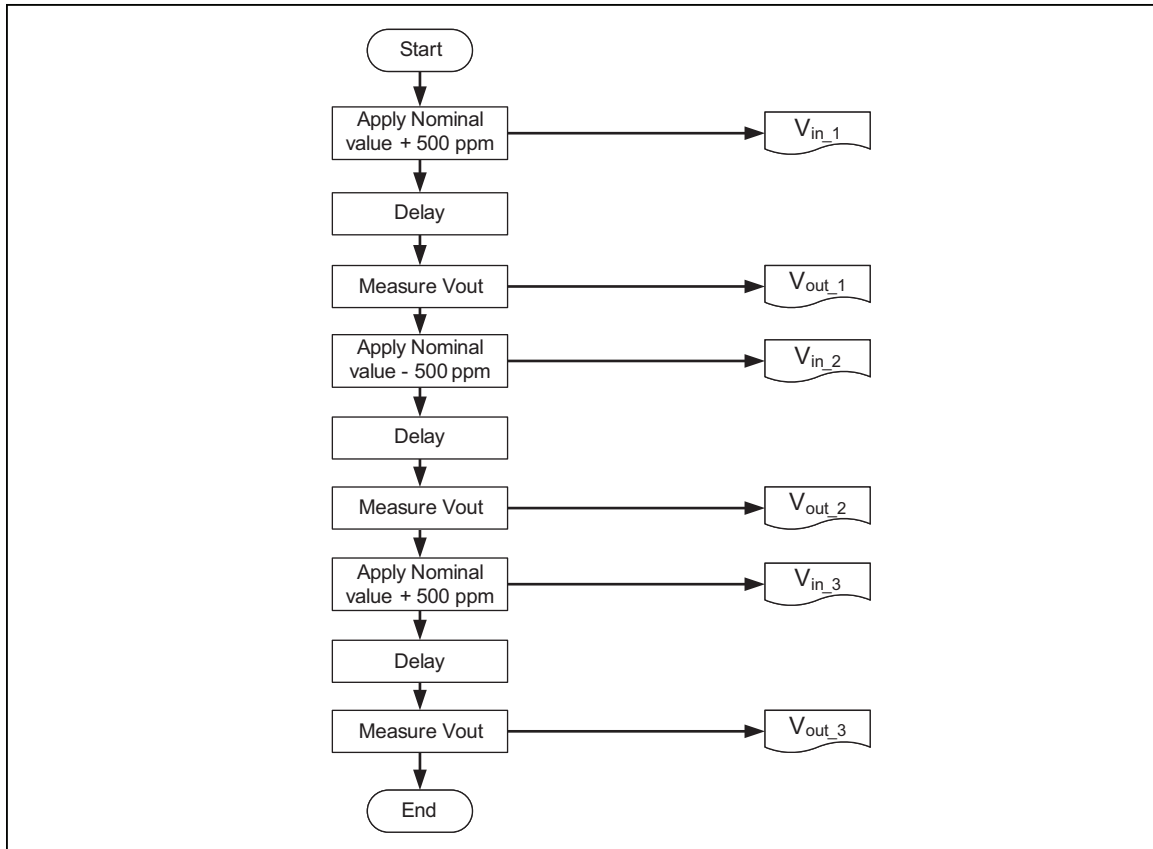 Start
Apply Nominal
value + 500 ppm
V_in_1
Delay
Measure Vout
V_out_1
Apply Nominal
value - 500 ppm
V_in_2
Delay
Measure Vout
V_out_2
Apply Nominal
value + 500 ppm
V_in_3
Delay
Measure Vout
V_out_3
End